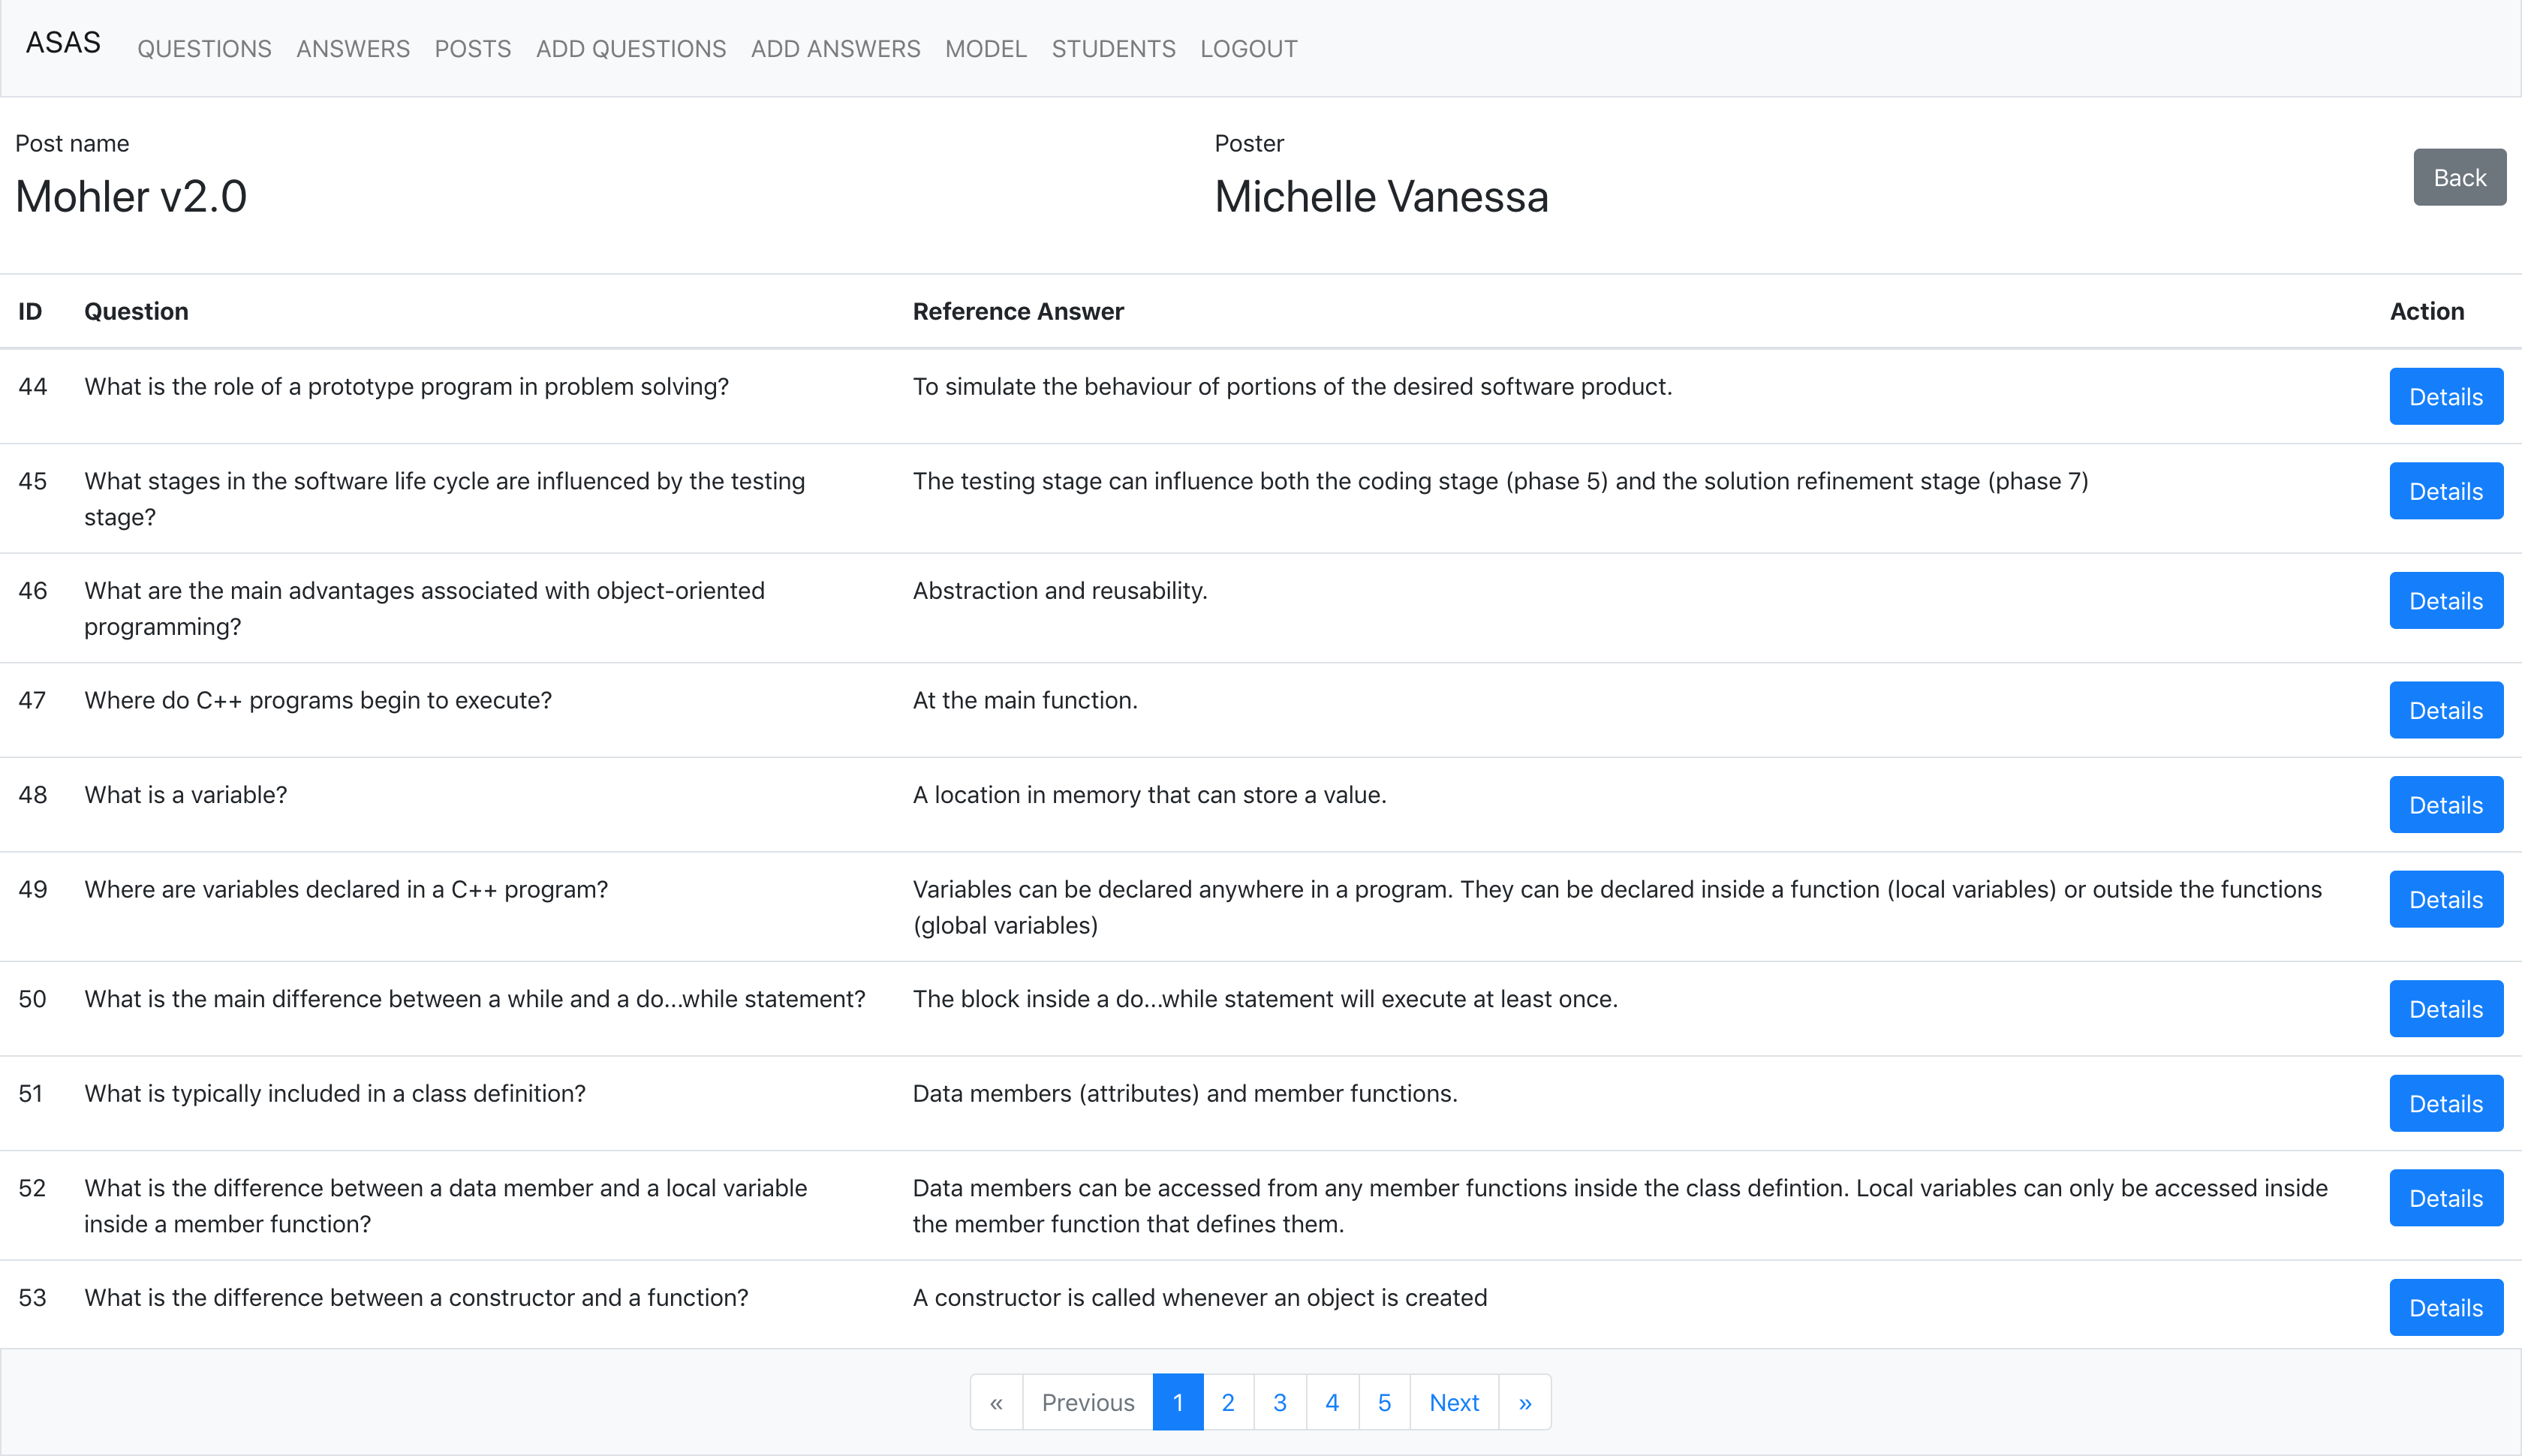 ASAS QUESTIONS ANSWERS POSTS ADD QUESTIONS ADD ANSWERS MODEL STUDENTS LOGOUT
Post name Poster
Mohler v2.0 Michelle Vanessa Back
ID Question Reference Answer Action
44 What is the role of a prototype program in problem solving? To simulate the behaviour of portions of the desired software product. Details
45 What stages in the software life cycle are influenced by the testing The testing stage can influence both the coding stage (phase 5) and the solution refinement stage (phase 7) Details
stage?
46 What are the main advantages associated with object-oriented Abstraction and reusability. Details
programming?
47 Where do C++ programs begin to execute? At the main function. Details
48 What is a variable? A location in memory that can store a value. Details
49 Where are variables declared in a C++ program? Variables can be declared anywhere in a program. They can be declared inside a function (local variables) or outside the functions Details
(global variables)
50 What is the main difference between a while and a do...while statement? The block inside a do...while statement will execute at least once. Details
51 What is typically included in a class definition? Data members (attributes) and member functions. Details
52 What is the difference between a data member and a local variable Data members can be accessed from any member functions inside the class defintion. Local variables can only be accessed inside Details
inside a member function? the member function that defines them.
53 What is the difference between a constructor and a function? A constructor is called whenever an object is created Details
« Previous 1 2 3 4 5 Next »